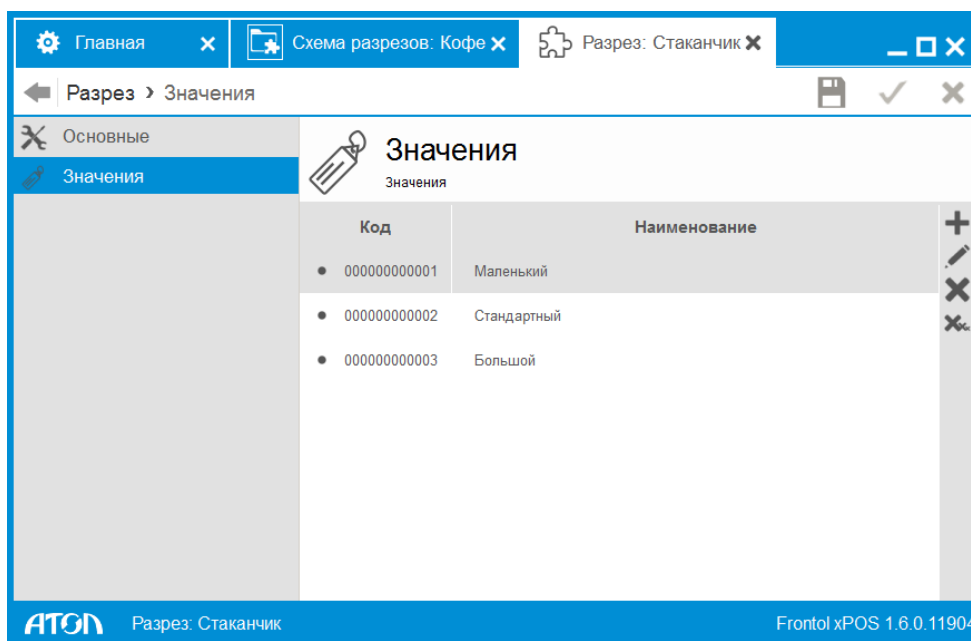 Главная
Схема разрезов: Кофе
Разрез: Стаканчик
Разрез › Значения
Основные
Значения
Значения
Значения
Код Наименование
000000000001 Маленький
000000000002 Стандартный
000000000003 Большой
АТОЛ Разрез: Стаканчик Frontol xPOS 1.6.0.11904